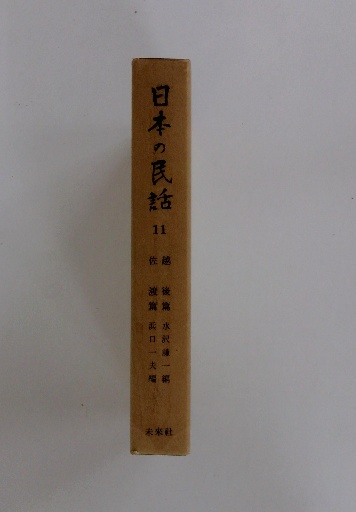 日本の民話
11
越後篇 水沢謙一編
佐渡篇 浜口一夫編
未来社